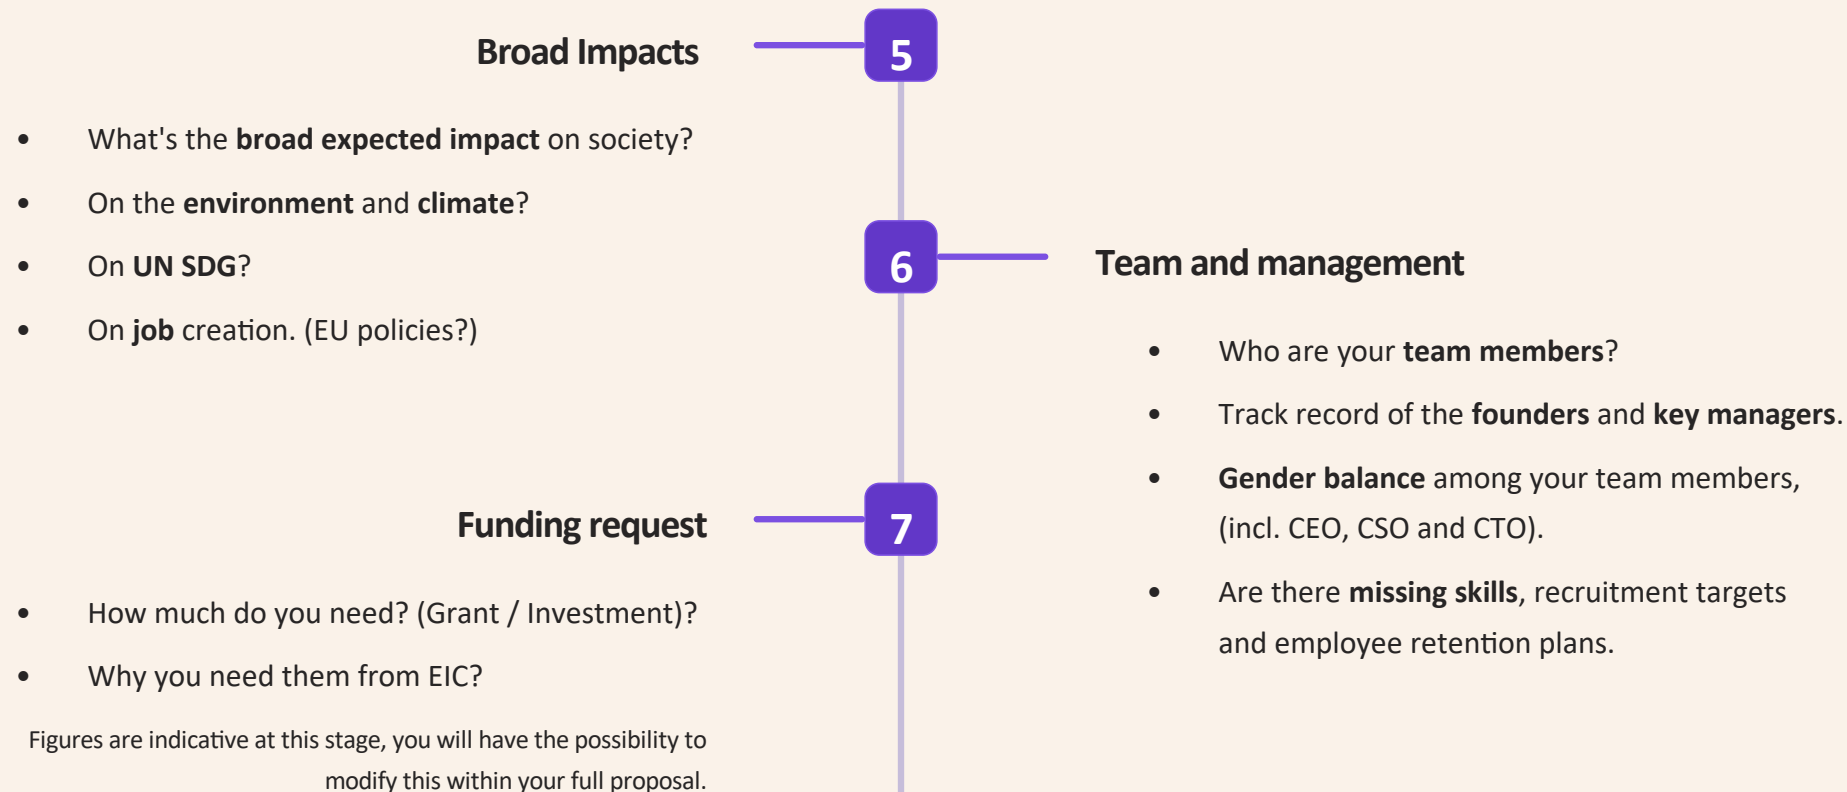 Broad Impacts
5
• What's the broad expected impact on society?
• On the environment and climate?
• On UN SDG?
• On job creation. (EU policies?)
6
Team and management
• Who are your team members?
• Track record of the founders and key managers.
• Gender balance among your team members,
(incl. CEO, CSO and CTO).
• Are there missing skills, recruitment targets
and employee retention plans.
Funding request
7
• How much do you need? (Grant / Investment)?
• Why you need them from EIC?
Figures are indicative at this stage, you will have the possibility to
modify this within your full proposal.